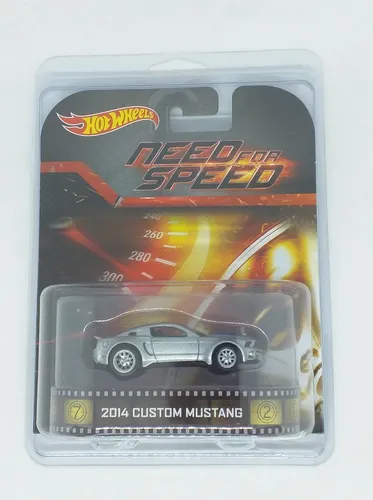 Hot Wheels
NEED FOR
SPEED
240
260
280
300
7
2014 CUSTOM MUSTANG
2